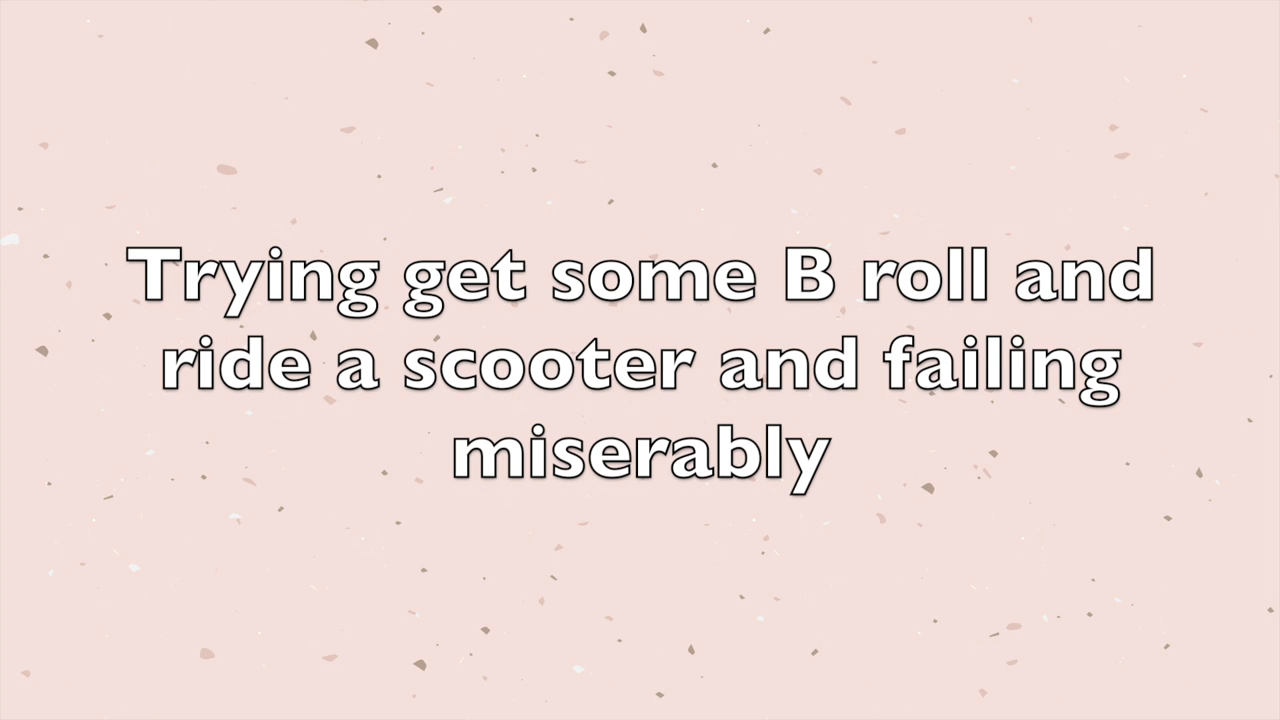 Trying get some B roll and
ride a scooter and failing
miserably